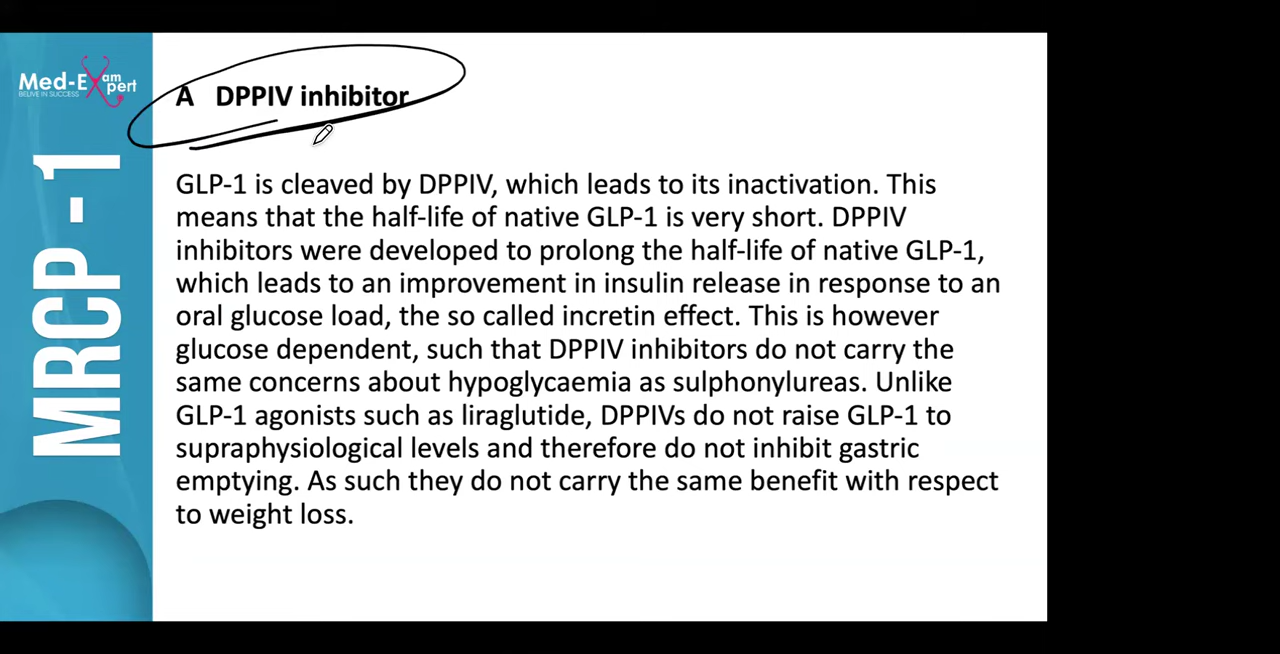 Med-Exam
pert
BELIVE IN SUCCESS
MRCP - 1
A DPPIV inhibitor
GLP-1 is cleaved by DPPIV, which leads to its inactivation. This
means that the half-life of native GLP-1 is very short. DPPIV
inhibitors were developed to prolong the half-life of native GLP-1,
which leads to an improvement in insulin release in response to an
oral glucose load, the so called incretin effect. This is however
glucose dependent, such that DPPIV inhibitors do not carry the
same concerns about hypoglycaemia as sulphonylureas. Unlike
GLP-1 agonists such as liraglutide, DPPIVs do not raise GLP-1 to
supraphysiological levels and therefore do not inhibit gastric
emptying. As such they do not carry the same benefit with respect
to weight loss.